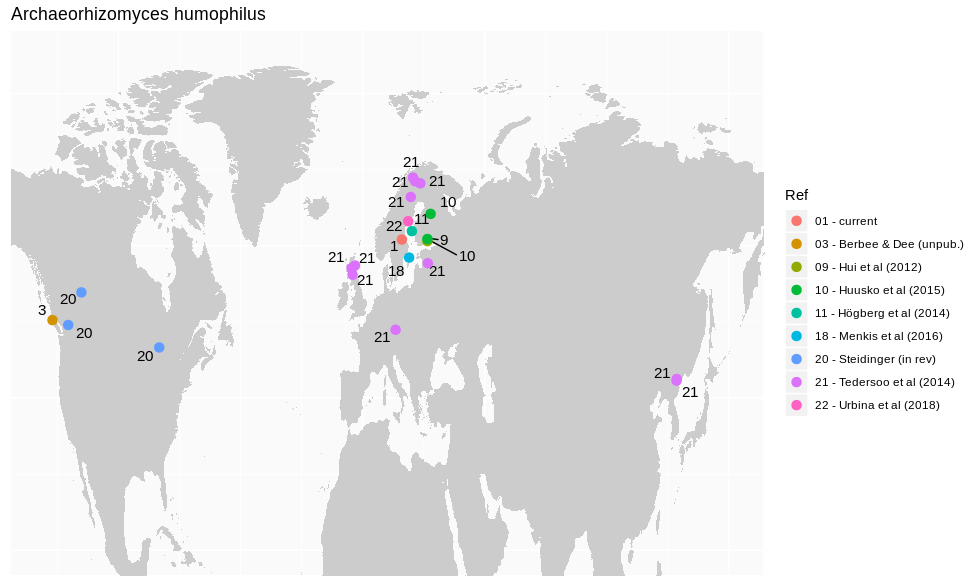 Archaeorhizomyces humophilus
21
21
21
21
10
11
22
1
9
10
21
21
18
21
21
20
3
20
20
21
21
21
Ref
01 - current
03 - Berbee & Dee (unpub.)
09 - Hui et al (2012)
10 - Huusko et al (2015)
11 - Högberg et al (2014)
18 - Menkis et al (2016)
20 - Steidinger (in rev)
21 - Tedersoo et al (2014)
22 - Urbina et al (2018)